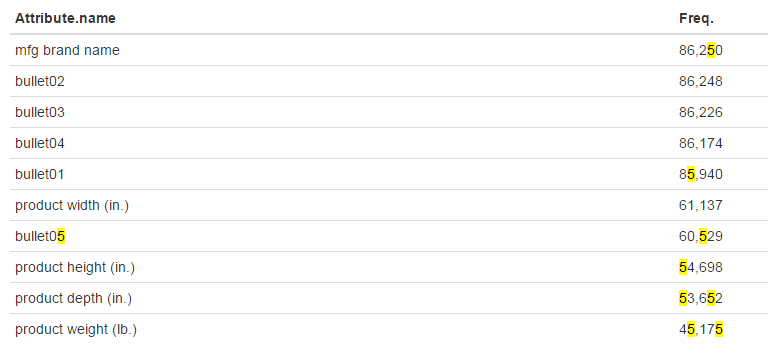 Attribute.name Freq.
mfg brand name 86,250
bullet02 86,248
bullet03 86,226
bullet04 86,174
bullet01 85,940
product width (in.) 61,137
bullet05 60,529
product height (in.) 54,698
product depth (in.) 53,652
product weight (lb.) 45,175